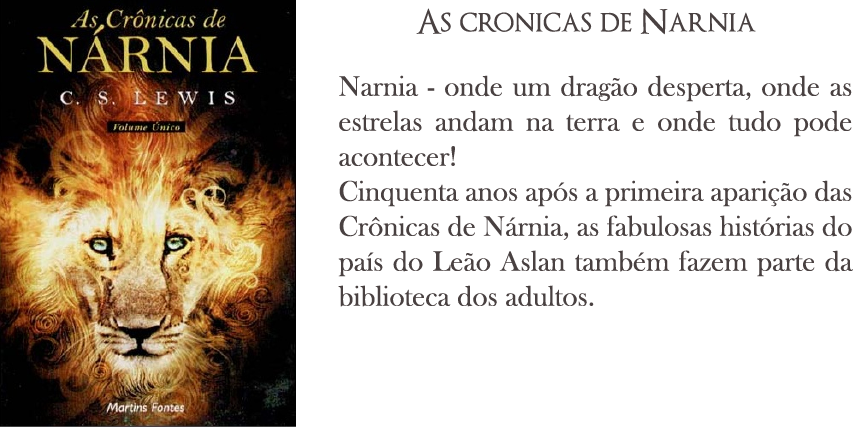 As Crônicas de
NÁRNIA
C. S. LEWIS
Volume Único
Martins Fontes
As cronicas de Narnia
Narnia - onde um dragão desperta, onde as
estrelas andam na terra e onde tudo pode
acontecer!
Cinquenta anos após a primeira aparição das
Crônicas de Nárnia, as fabulosas histórias do
país do Leão Aslan também fazem parte da
biblioteca dos adultos.